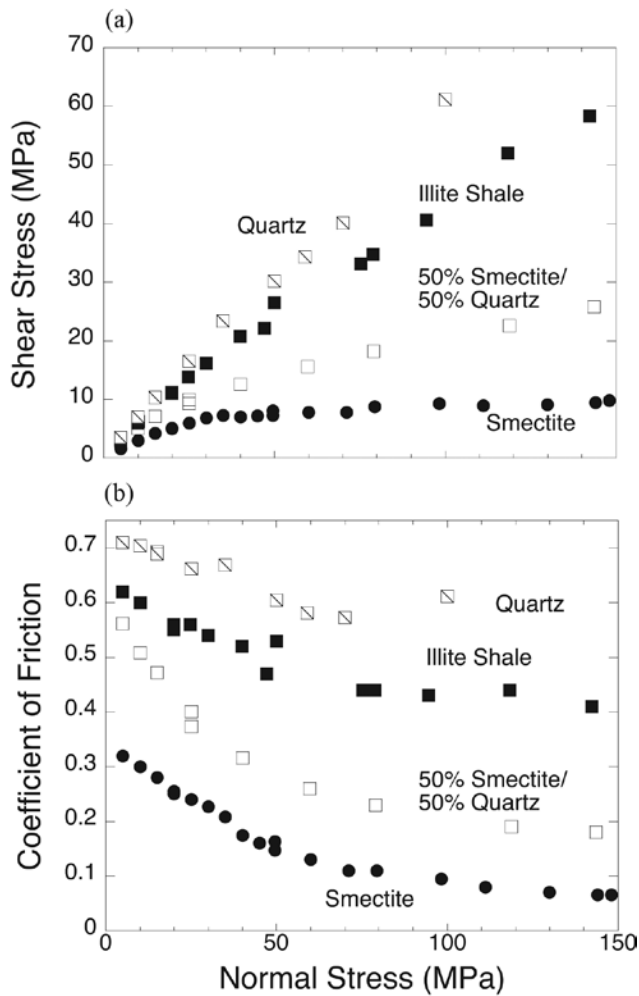 (a)
70
60
50
40
30
20
10
0
Shear Stress (MPa)
Quartz
Illite Shale
50% Smectite/
50% Quartz
Smectite
(b)
0.7
0.6
0.5
0.4
0.3
0.2
0.1
0
Coefficient of Friction
Quartz
Illite Shale
50% Smectite/
50% Quartz
Smectite
0 50 100 150
Normal Stress (MPa)